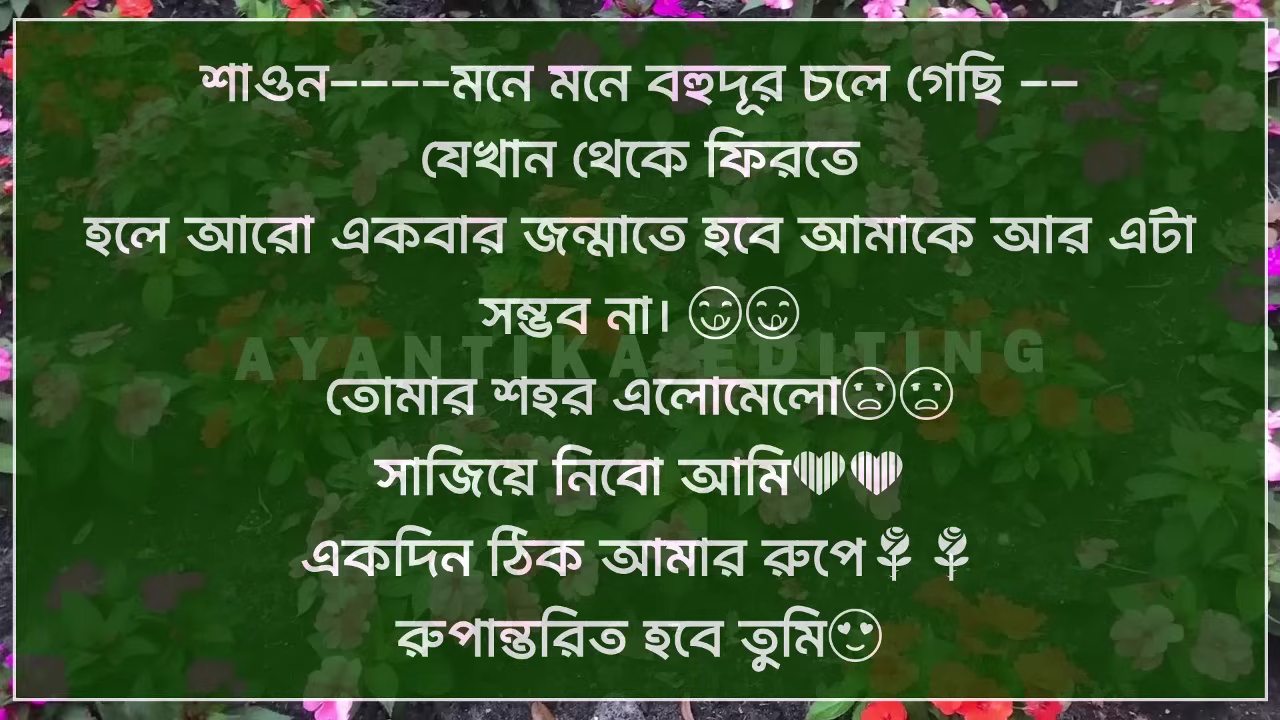 শাওন----মনে মনে বহুদূর চলে গেছি --
যেখান থেকে ফিরতে
হলে আরো একবার জন্মাতে হবে আমাকে আর এটা
সম্ভব না। 😋😋
AYANTIKA EDITING
তোমার শহর এলোমেলো😟😟
সাজিয়ে নিবো আমি💗💗
একদিন ঠিক আমার রুপে🌹🌹
রুপান্তরিত হবে তুমি😍